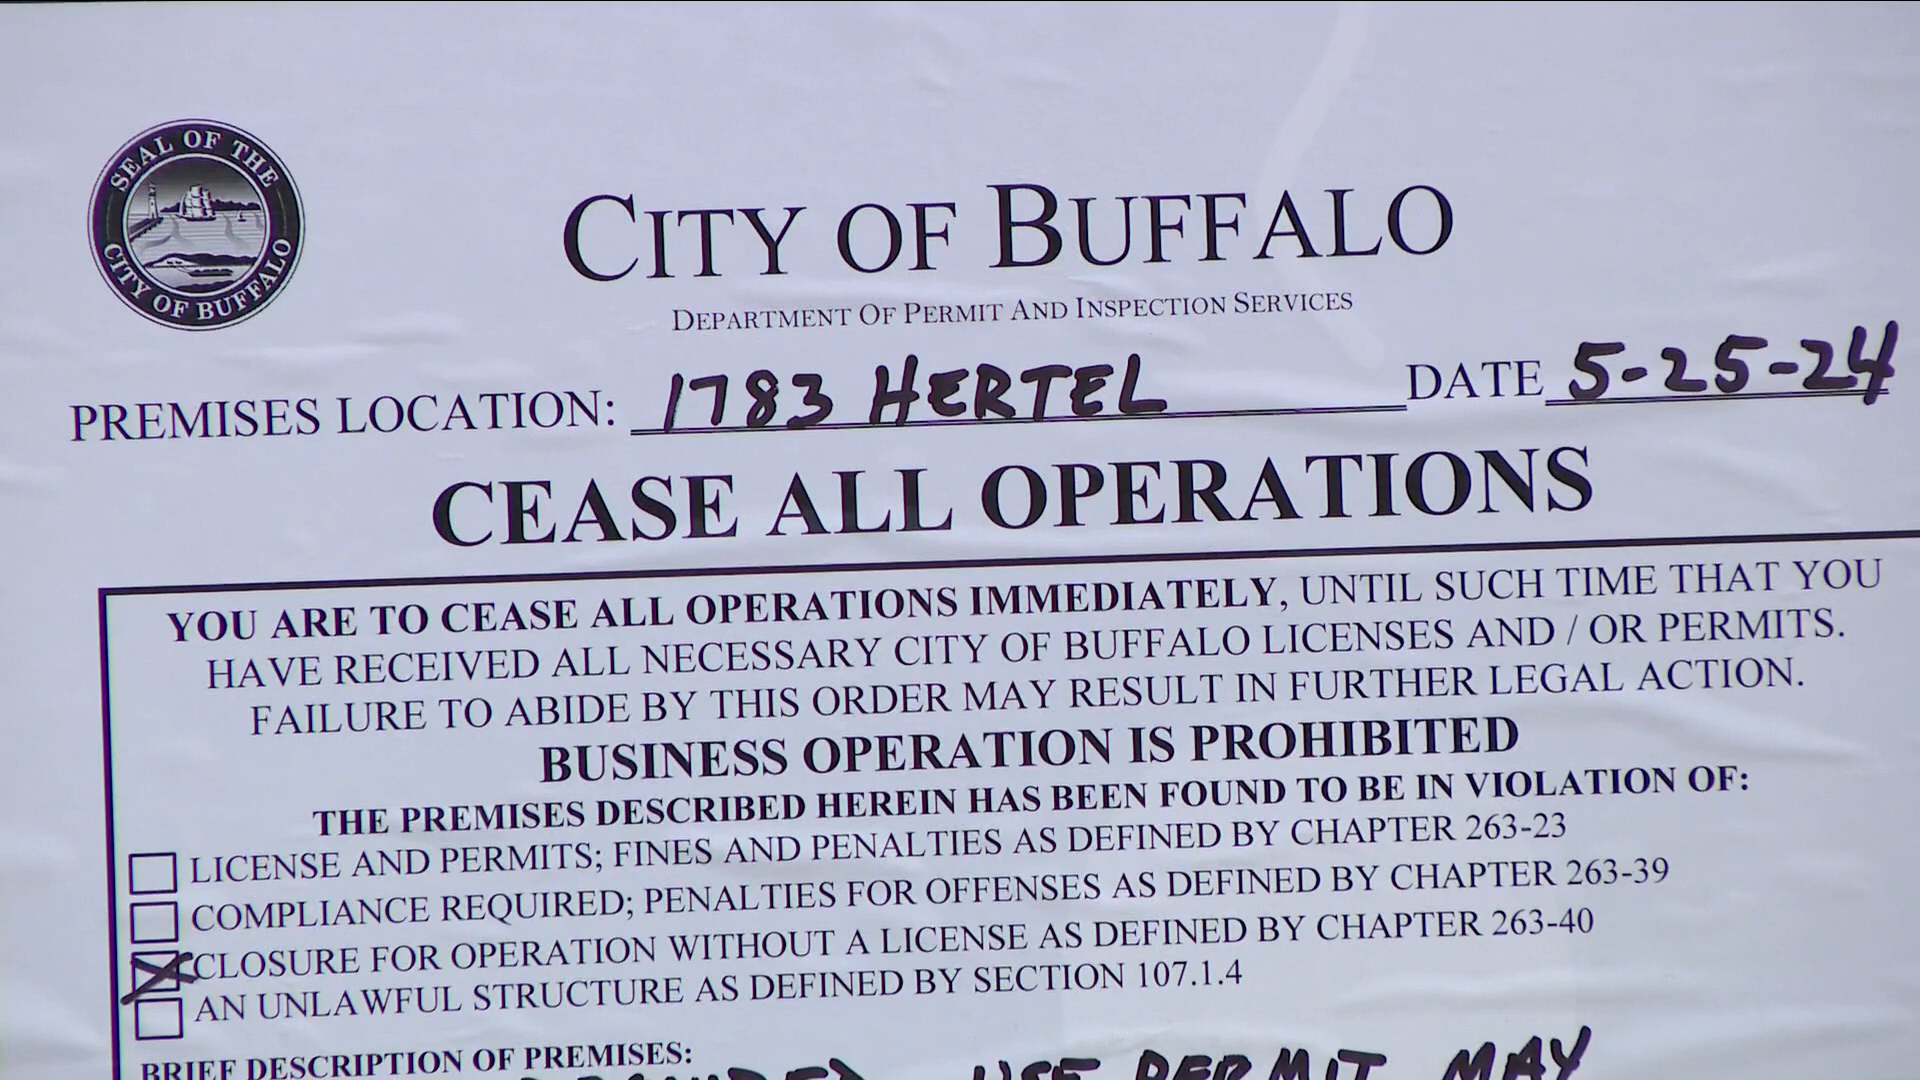 SEAL OF THE
CITY OF BUFFALO
CITY OF BUFFALO
DEPARTMENT OF PERMIT AND INSPECTION SERVICES
PREMISES LOCATION: 1783 HERTEL DATE 5-25-24
CEASE ALL OPERATIONS
YOU ARE TO CEASE ALL OPERATIONS IMMEDIATELY, UNTIL SUCH TIME THAT YOU
HAVE RECEIVED ALL NECESSARY CITY OF BUFFALO LICENSES AND / OR PERMITS.
FAILURE TO ABIDE BY THIS ORDER MAY RESULT IN FURTHER LEGAL ACTION.
BUSINESS OPERATION IS PROHIBITED
THE PREMISES DESCRIBED HEREIN HAS BEEN FOUND TO BE IN VIOLATION OF:
LICENSE AND PERMITS; FINES AND PENALTIES AS DEFINED BY CHAPTER 263-23
COMPLIANCE REQUIRED; PENALTIES FOR OFFENSES AS DEFINED BY CHAPTER 263-39
X CLOSURE FOR OPERATION WITHOUT A LICENSE AS DEFINED BY CHAPTER 263-40
AN UNLAWFUL STRUCTURE AS DEFINED BY SECTION 107.1.4
BRIEF DESCRIPTION OF PREMISES:
USE PERMIT MAY